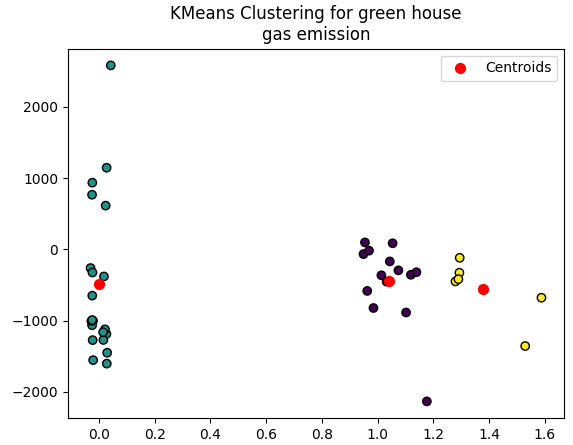 KMeans Clustering for green house
gas emission
Centroids
2000
1000
0
−1000
−2000
0.0 0.2 0.4 0.6 0.8 1.0 1.2 1.4 1.6